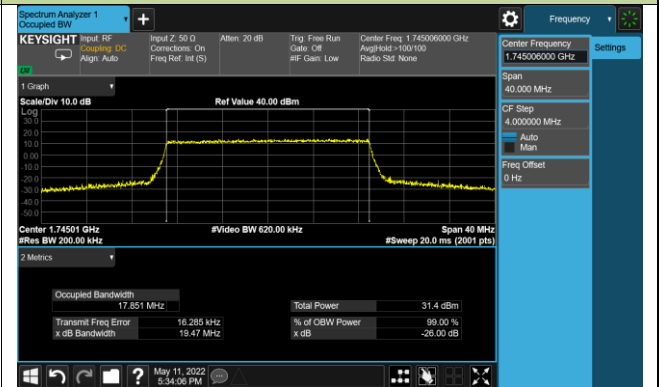 Spectrum Analyzer 1
Occupied BW
+
Frequency
KEYSIGHT
Input: RF
Coupling: DC
Align: Auto
Input Z: 50 Ω
Corrections: On
Freq Ref: Int (S)
Atten: 20 dB
Trig: Free Run
Gate: Off
#IF Gain: Low
Center Freq: 1.745006000 GHz
Avg|Hold:>100/100
Radio Std: None
Center Frequency
1.745006000 GHz
Settings
Span
40.000 MHz
CF Step
4.000000 MHz
Auto
Man
Freq Offset
0 Hz
1 Graph
Scale/Div 10.0 dB
Ref Value 40.00 dBm
Log
30.0
20.0
10.0
0.00
-10.0
-20.0
-30.0
-40.0
-50.0
Center 1.74501 GHz
#Video BW 620.00 kHz
Span 40 MHz
#Res BW 200.00 kHz
#Sweep 20.0 ms (2001 pts)
2 Metrics
Occupied Bandwidth
17.851 MHz
Total Power 31.4 dBm
Transmit Freq Error 16.285 kHz
% of OBW Power 99.00 %
x dB Bandwidth 19.47 MHz
x dB -26.00 dB
?
May 11, 2022
5:34:06 PM